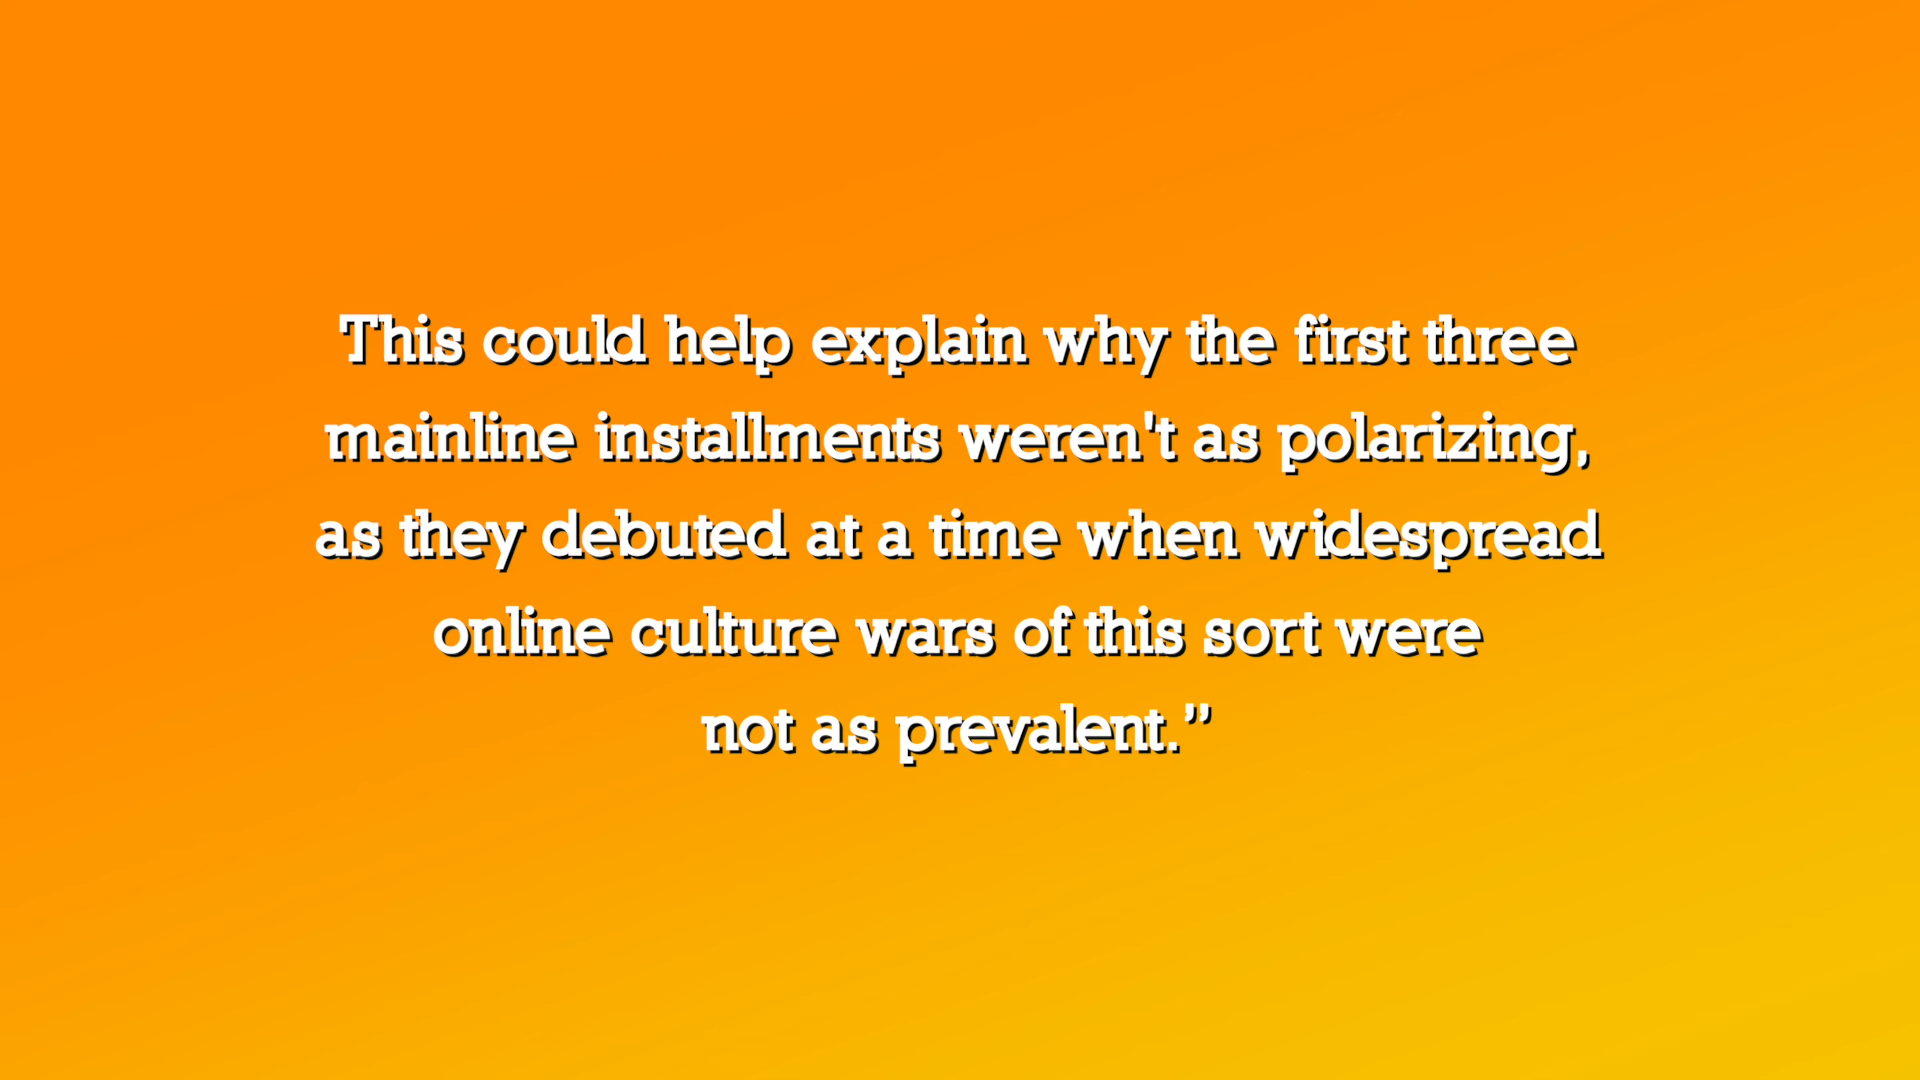 This could help explain why the first three
mainline installments weren't as polarizing,
as they debuted at a time when widespread
online culture wars of this sort were
not as prevalent.”